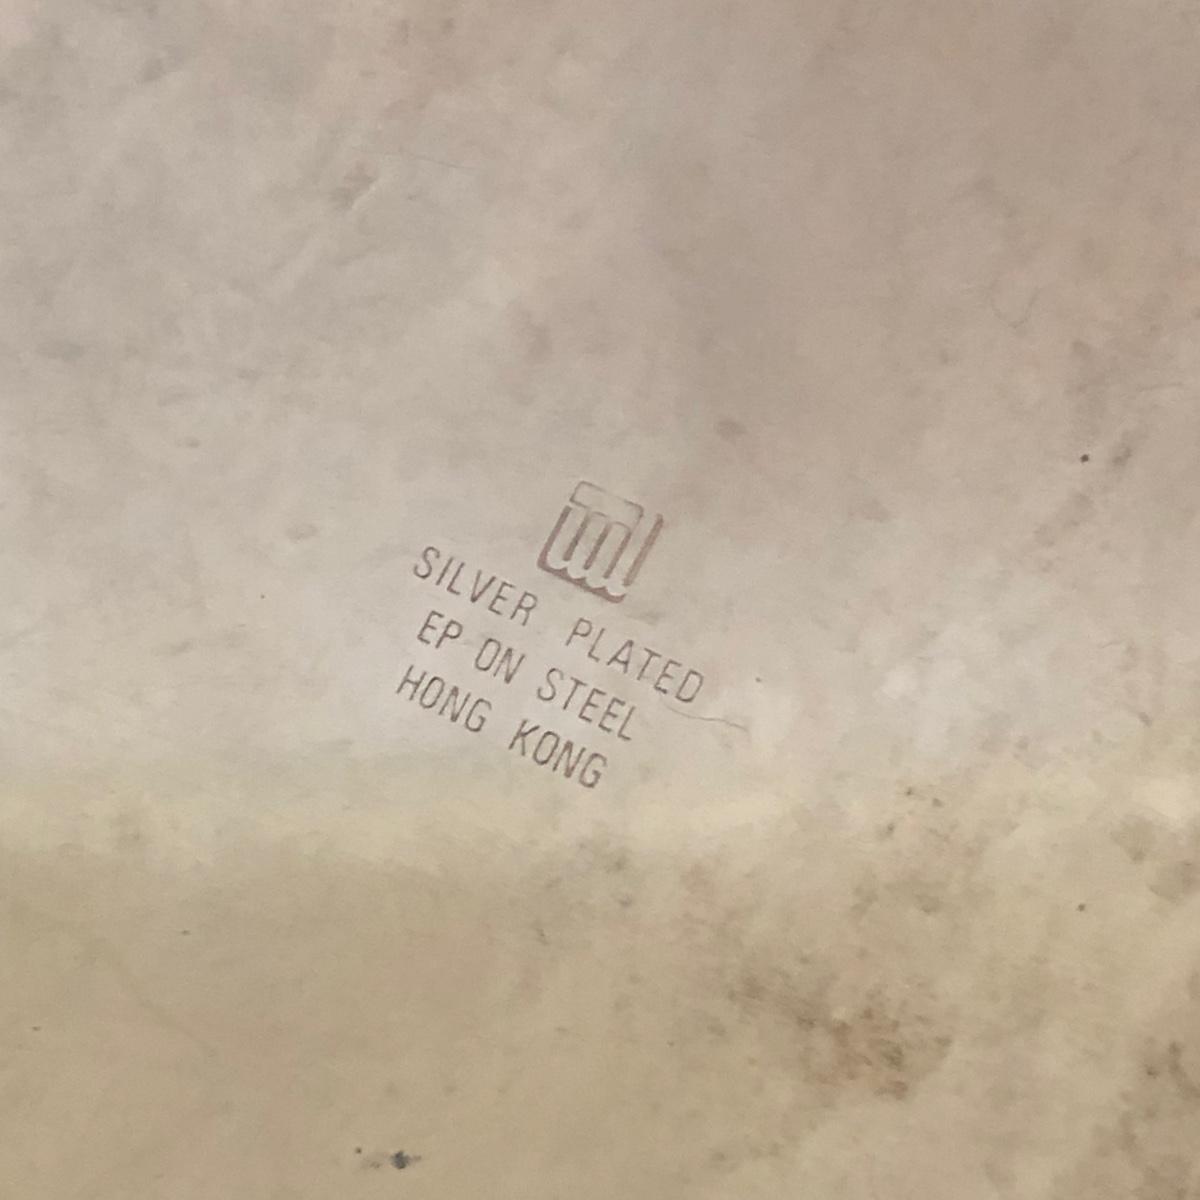 SILVER PLATED
EP ON STEEL
HONG KONG